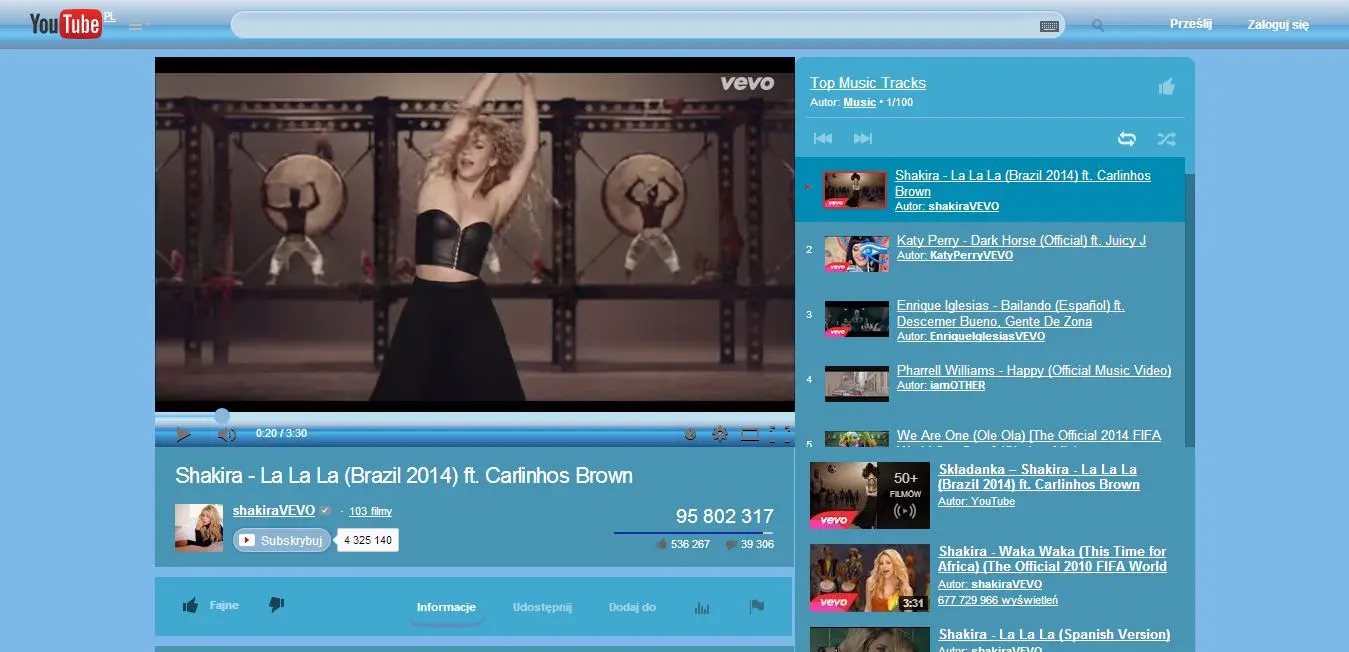 YouTube PL
Prześlij
Zaloguj się
vevo
0:20 / 3:30
Shakira - La La La (Brazil 2014) ft. Carlinhos Brown
shakiraVEVO · 103 filmy
Subskrybuj 4 325 140
95 802 317
536 267 39 306
Fajne
Informacje
Udostępnij
Dodaj do
Top Music Tracks
Autor: Music • 1/100
vevo
Shakira - La La La (Brazil 2014) ft. Carlinhos
Brown
Autor: shakiraVEVO
2
vevo
Katy Perry - Dark Horse (Official) ft. Juicy J
Autor: KatyPerryVEVO
3
vevo
Enrique Iglesias - Bailando (Español) ft.
Descemer Bueno, Gente De Zona
Autor: EnriqueIglesiasVEVO
4
Pharrell Williams - Happy (Official Music Video)
Autor: iamOTHER
5
We Are One (Ole Ola) [The Official 2014 FIFA
50+
FILMÓW
vevo
Składanka – Shakira - La La La
(Brazil 2014) ft. Carlinhos Brown
Autor: YouTube
vevo
3:31
Shakira - Waka Waka (This Time for
Africa) (The Official 2010 FIFA World
Autor: shakiraVEVO
677 729 966 wyświetleń
Shakira - La La La (Spanish Version)
Autor: shakiraVEVO